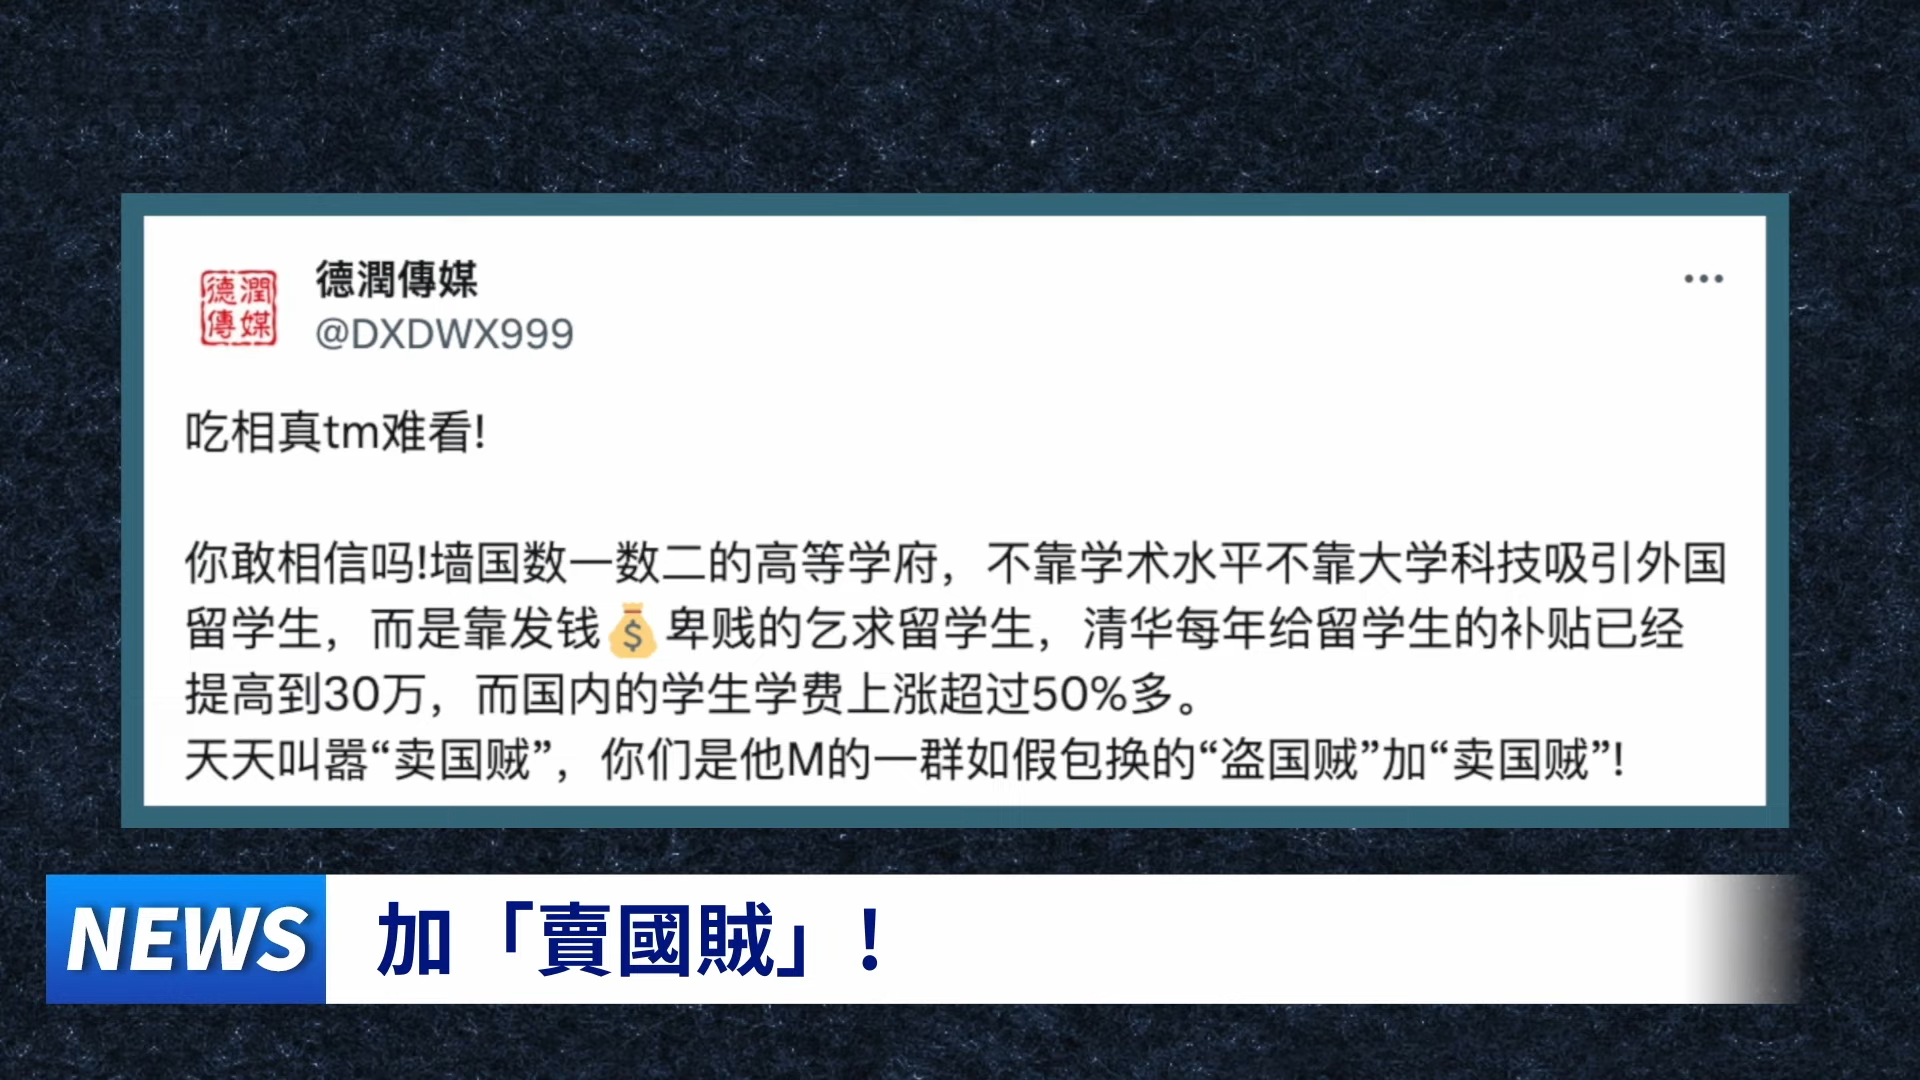 德潤
傳媒
德潤傳媒
@DXDWX999
吃相真tm难看!
你敢相信吗!墙国数一数二的高等学府，不靠学术水平不靠大学科技吸引外国
留学生，而是靠发钱💰卑贱的乞求留学生，清华每年给留学生的补贴已经
提高到30万，而国内的学生学费上涨超过50%多。
天天叫嚣“卖国贼”，你们是他M的一群如假包换的“盗国贼”加“卖国贼”!
NEWS
加「賣國賊」!